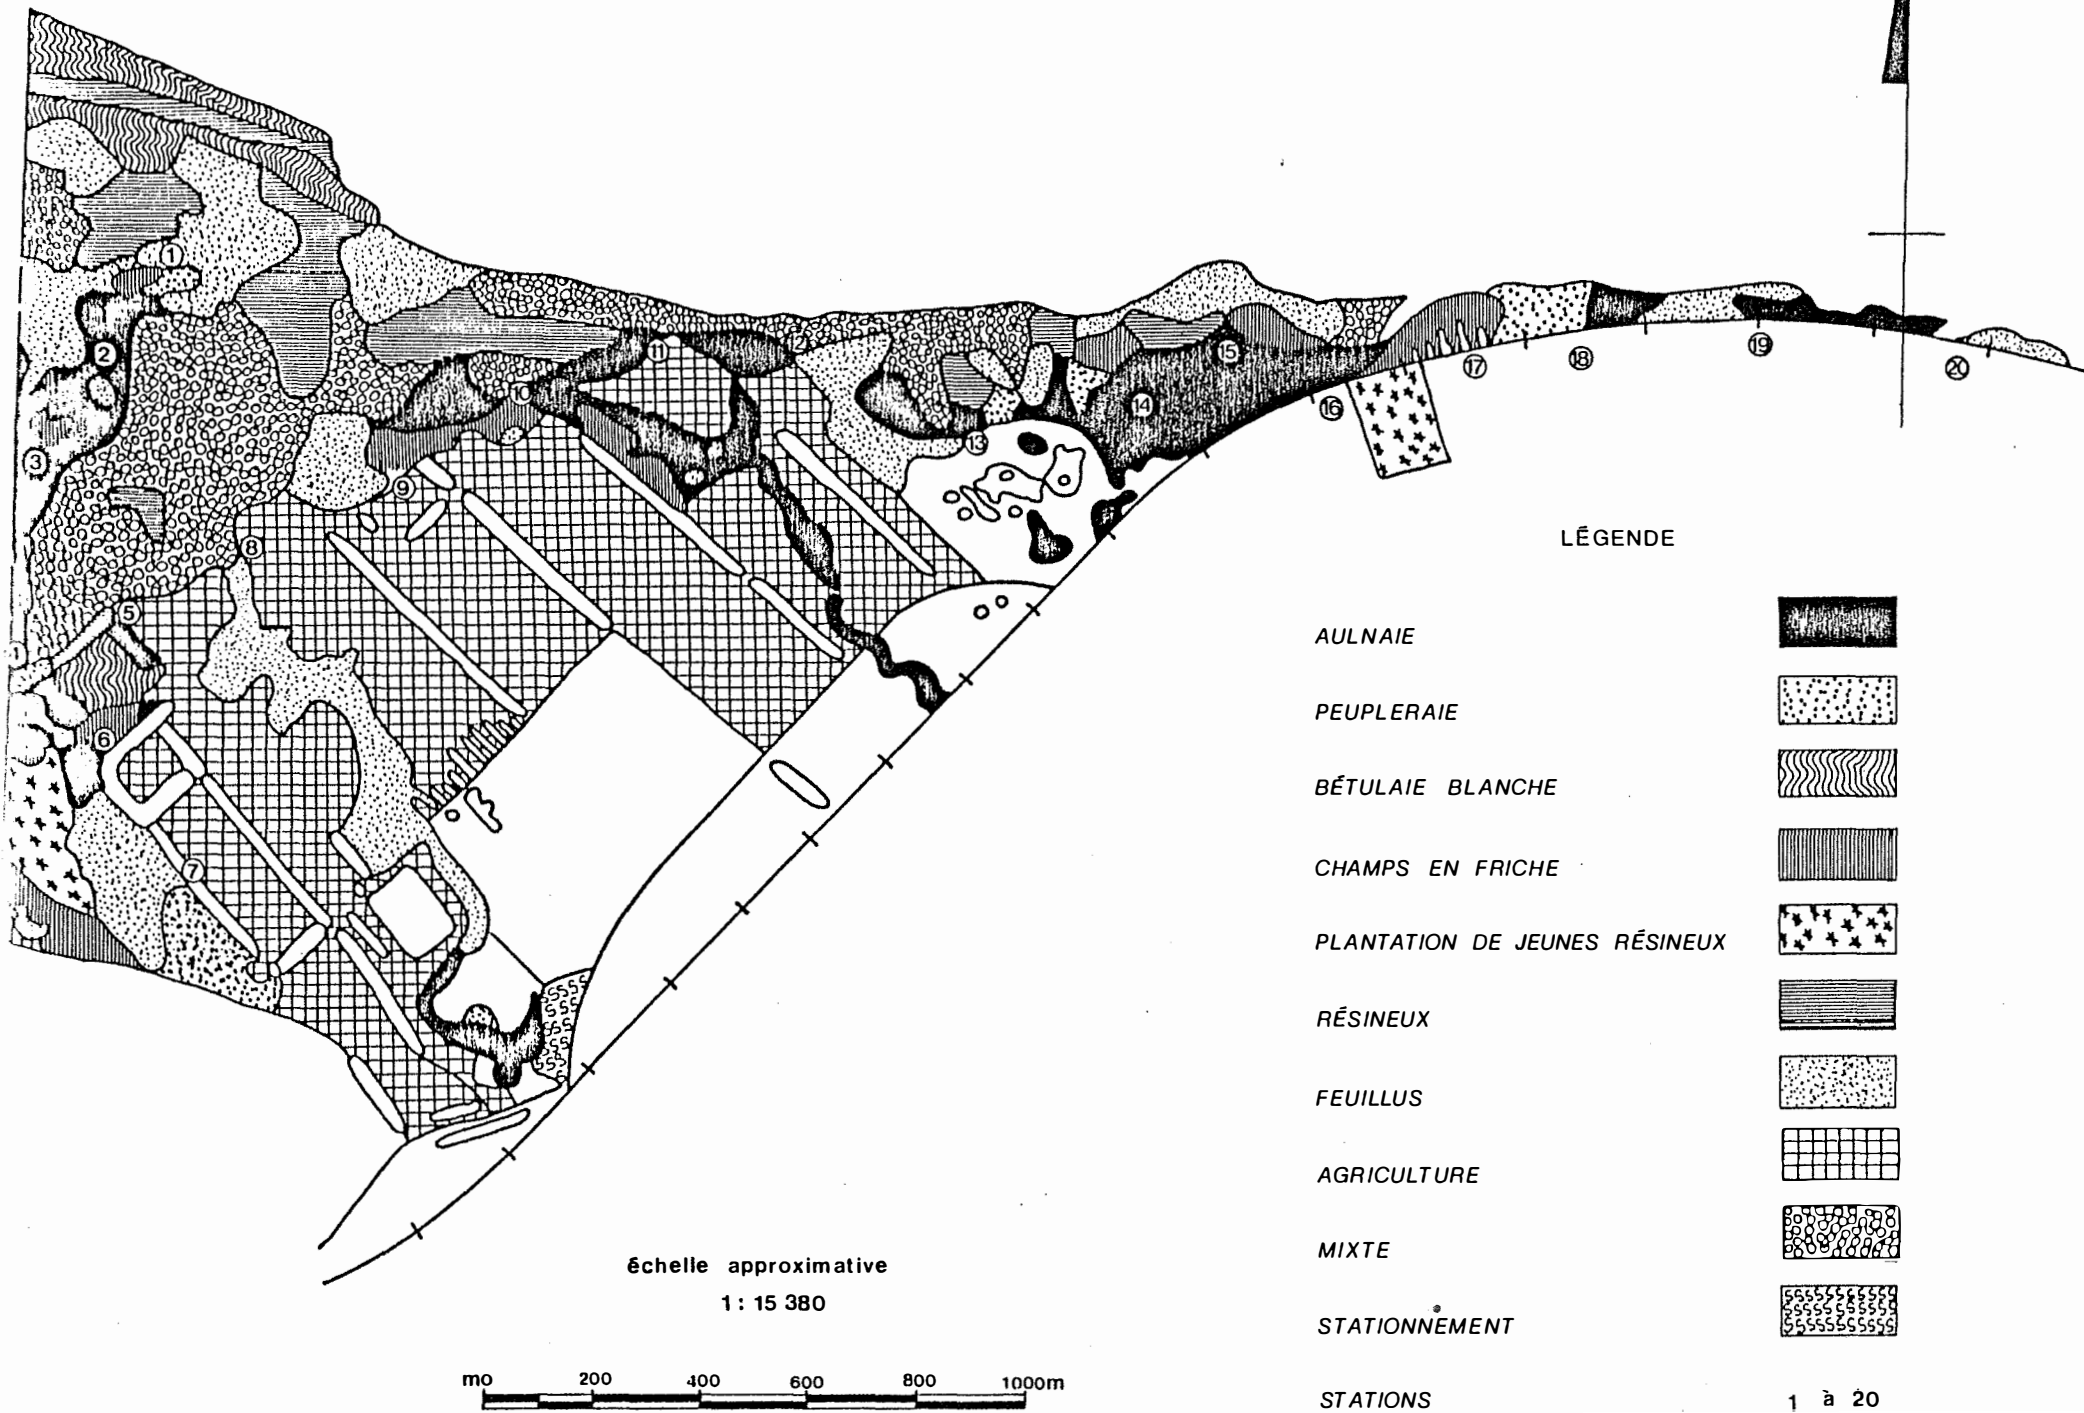 1
2
3
5
6
7
8
9
10
11
12
13
14
15
16
17
18
19
20
LÉGENDE
AULNAIE
PEUPLERAIE
BÉTULAIE BLANCHE
CHAMPS EN FRICHE
PLANTATION DE JEUNES RÉSINEUX
RÉSINEUX
FEUILLUS
AGRICULTURE
MIXTE
STATIONNEMENT
STATIONS 1 à 20
échelle approximative
1 : 15 380
m0 200 400 600 800 1000m